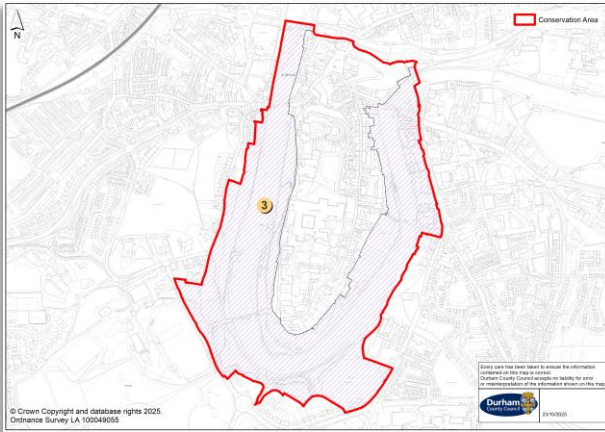 N
Conservation Area
3
© Crown Copyright and database rights 2025.
Ordnance Survey LA 100049055
Every care has been taken to ensure the information
contained on this map is correct.
Durham County Council accepts no liability for error
or misinterpretation of the information shown on this map
Durham
County Council
23/10/2025